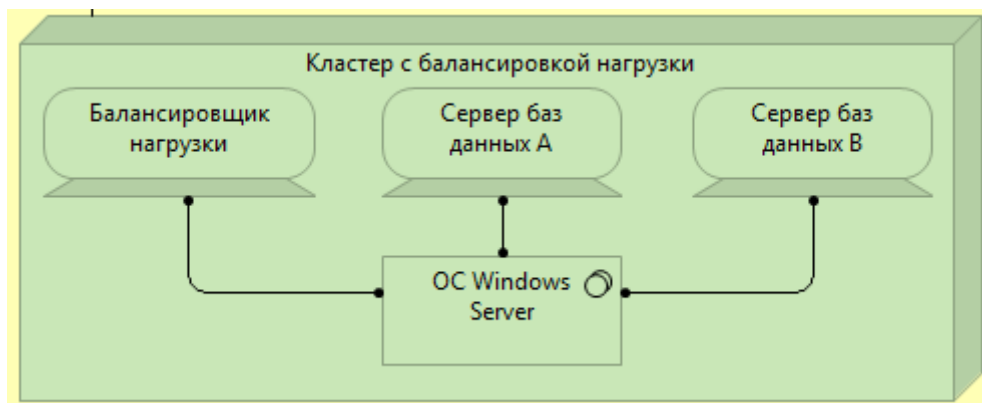 Кластер с балансировкой нагрузки
Балансировщик
нагрузки
Сервер баз
данных А
Сервер баз
данных В
ОС Windows
Server